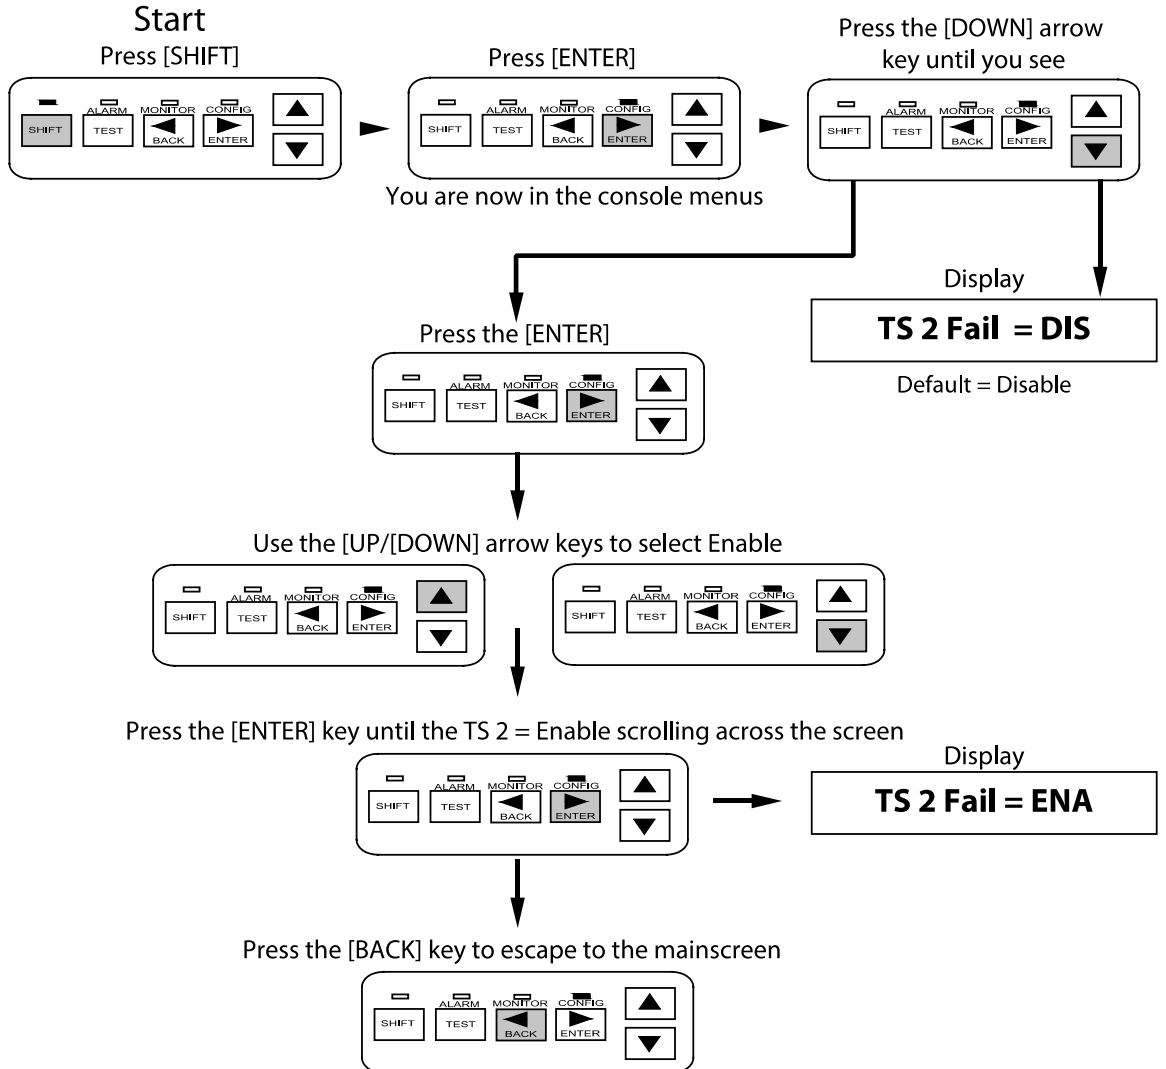 Start
Press [SHIFT]
Press [ENTER]
Press the [DOWN] arrow
key until you see
ALARM MONITOR CONFIG
SHIFT TEST BACK ENTER
ALARM MONITOR CONFIG
SHIFT TEST BACK ENTER
ALARM MONITOR CONFIG
SHIFT TEST BACK ENTER
You are now in the console menus
Display
TS 2 Fail = DIS
Default = Disable
Press the [ENTER]
ALARM MONITOR CONFIG
SHIFT TEST BACK ENTER
Use the [UP/[DOWN] arrow keys to select Enable
ALARM MONITOR CONFIG
SHIFT TEST BACK ENTER
ALARM MONITOR CONFIG
SHIFT TEST BACK ENTER
Press the [ENTER] key until the TS 2 = Enable scrolling across the screen
ALARM MONITOR CONFIG
SHIFT TEST BACK ENTER
Display
TS 2 Fail = ENA
Press the [BACK] key to escape to the mainscreen
ALARM MONITOR CONFIG
SHIFT TEST BACK ENTER